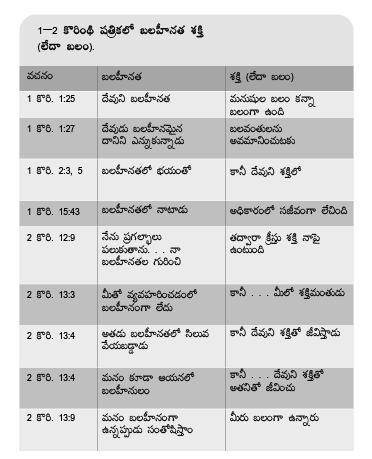 1—2 కొరింథీ పత్రికలో బలహీనత శక్తి
(లేదా బలం).
వచనం బలహీనత శక్తి (లేదా బలం)
1 కొరి. 1:25 దేవుని బలహీనత మనుషుల బలం కన్నా
బలంగా ఉంది
1 కొరి. 1:27 దేవుడు బలహీనమైన బలవంతులను
దానిని ఎన్నుకున్నాడు అవమానించుటకు
1 కొరి. 2:3, 5 బలహీనతలో భయంతో కానీ దేవుని శక్తిలో
1 కొరి. 15:43 బలహీనతలో నాటాడు అధికారంలో సజీవంగా లేచింది
2 కొరి. 12:9 నేను ప్రగల్భాలు తద్వారా క్రీస్తు శక్తి నాపై
పలుకుతాను. . . నా ఉంటుంది
బలహీనతల గురించి
2 కొరి. 13:3 మీతో వ్యవహరించడంలో కానీ . . . మీలో శక్తిమంతుడు
బలహీనంగా లేదు
2 కొరి. 13:4 అతడు బలహీనతలో సిలువ కానీ దేవుని శక్తితో జీవిస్తాడు
వేయబడ్డాడు
2 కొరి. 13:4 మనం కూడా ఆయనలో కానీ . . . దేవుని శక్తితో
బలహీనులం అతనితో జీవించు
2 కొరి. 13:9 మనం బలహీనంగా మీరు బలంగా ఉన్నారు
ఉన్నప్పుడు సంతోషిస్తాం